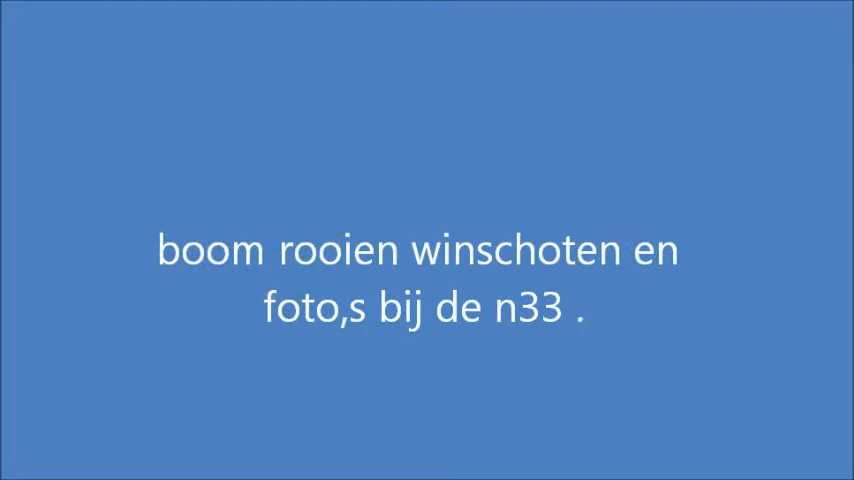 boom rooien winschoten en
foto,s bij de n33 .